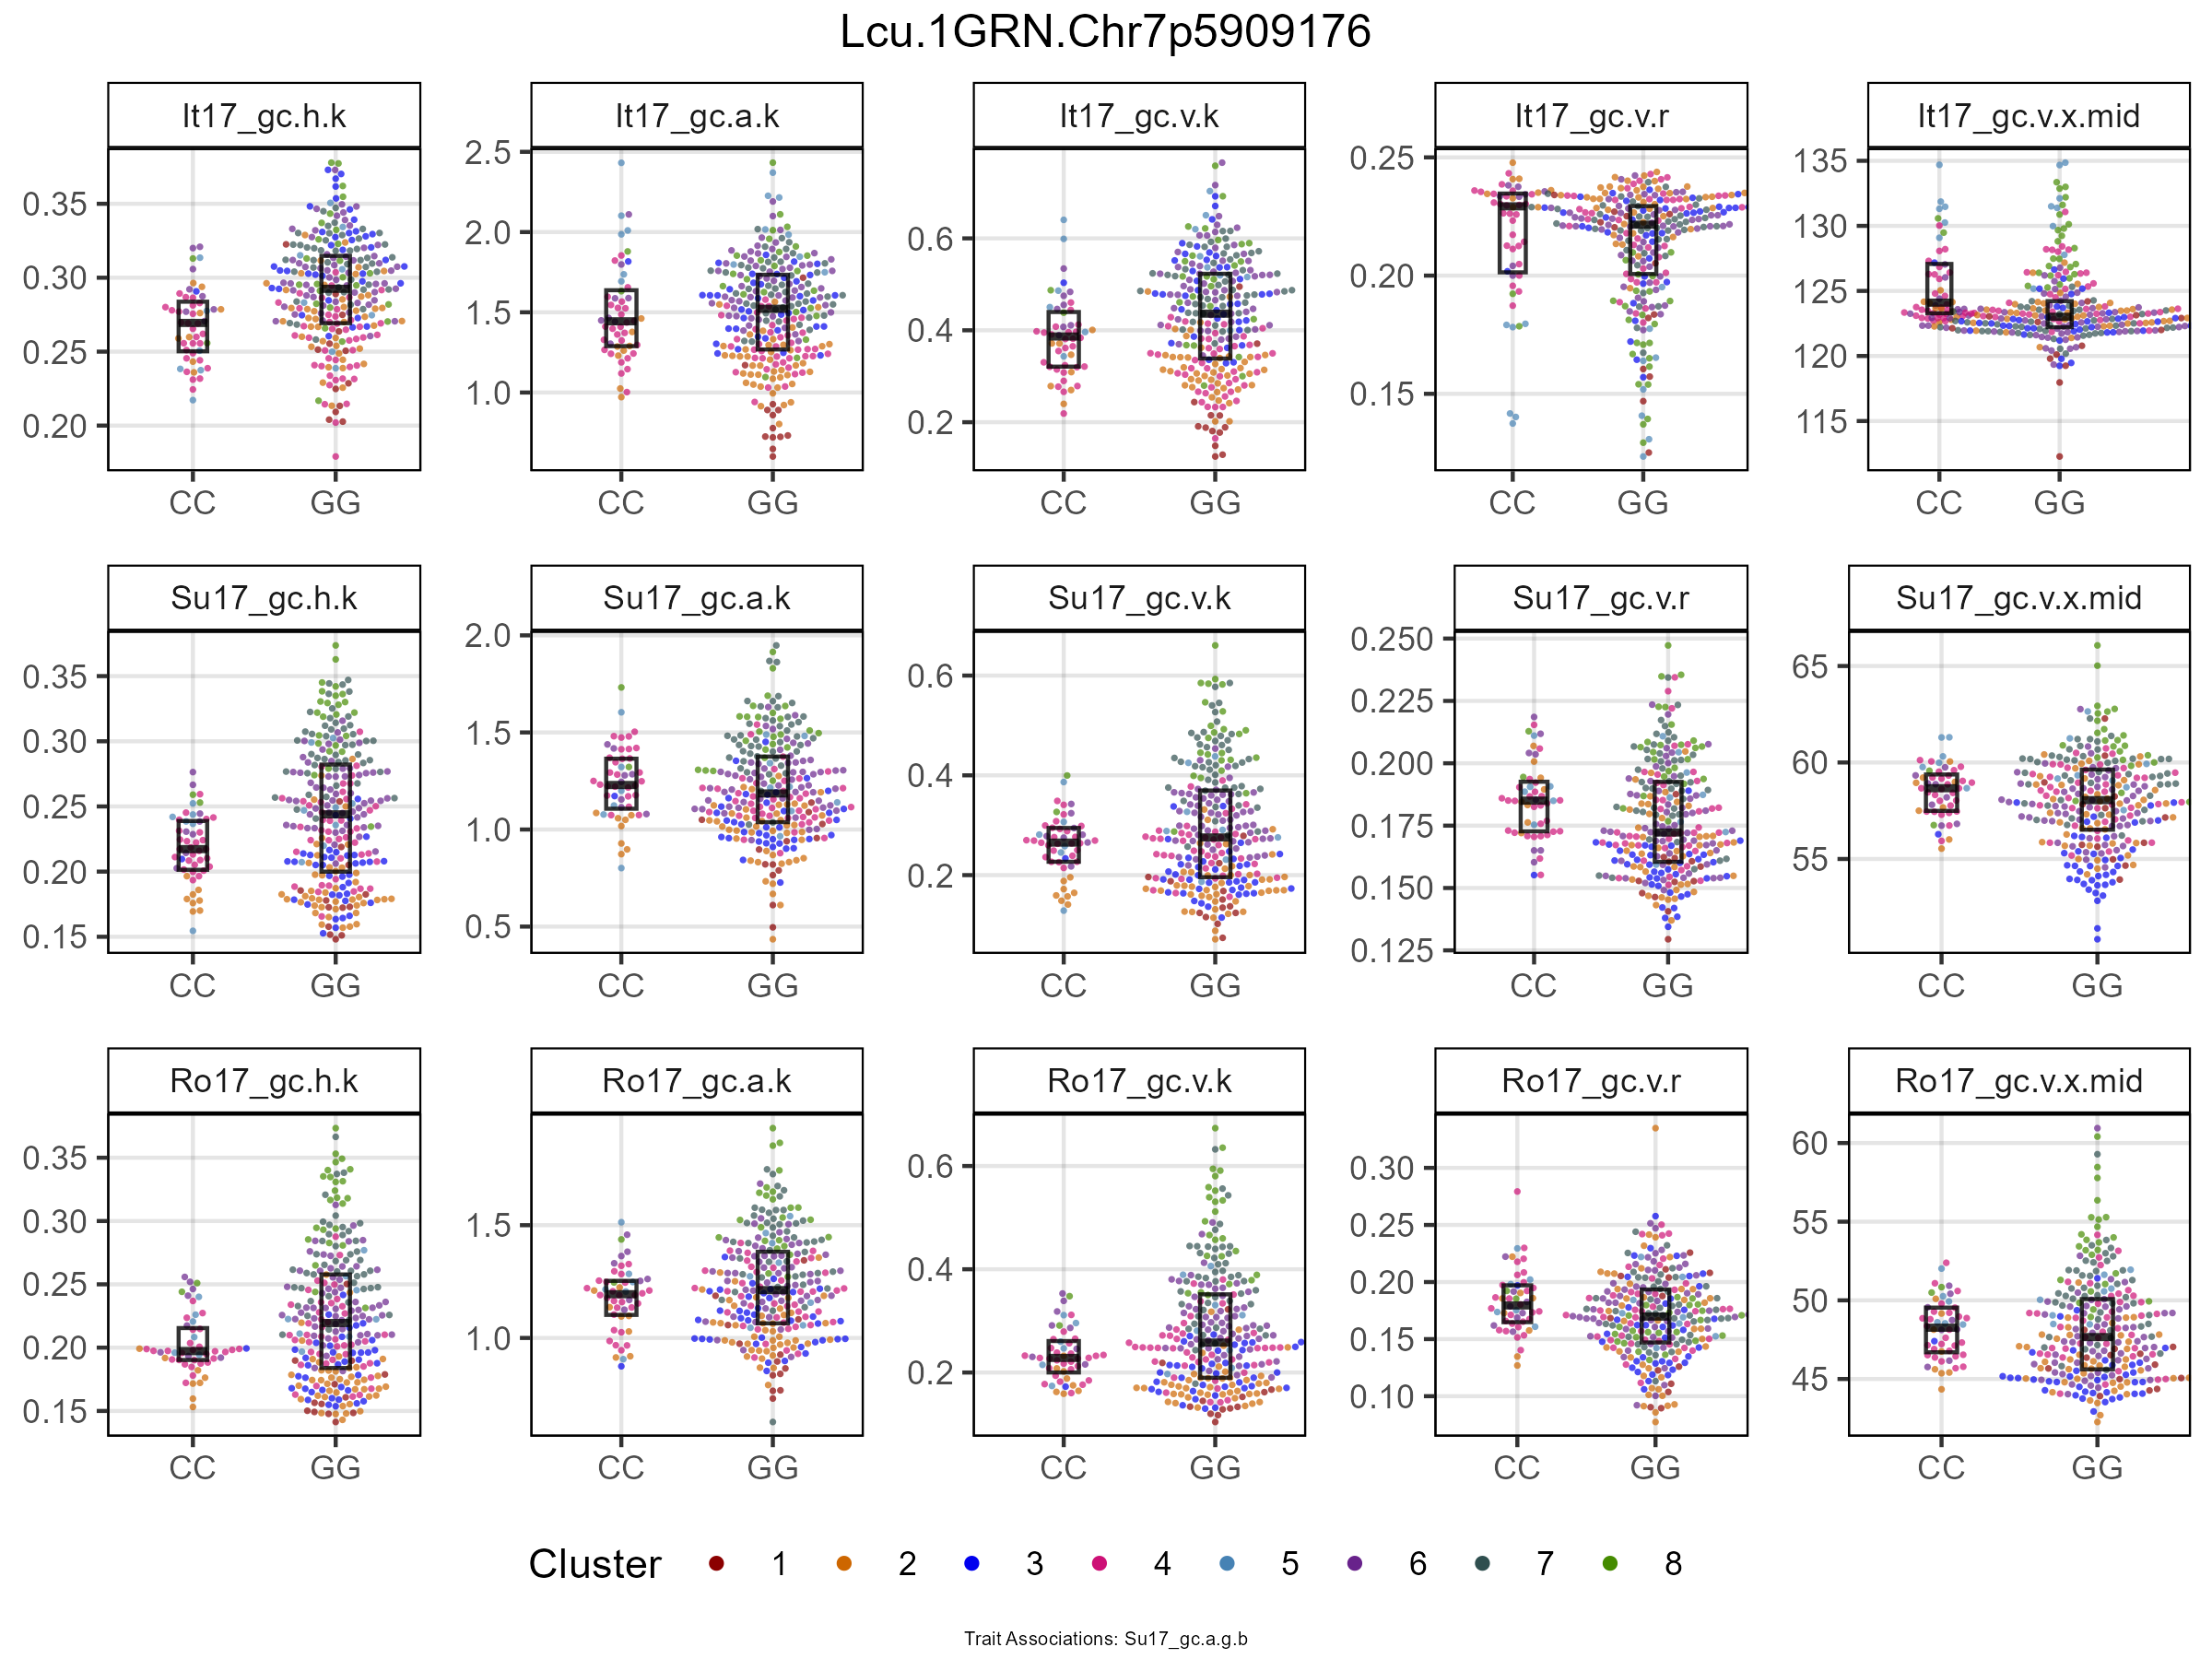 Lcu.1GRN.Chr7p5909176
It17_gc.h.k It17_gc.a.k It17_gc.v.k It17_gc.v.r It17_gc.v.x.mid
0.35 0.30 0.25 0.20 2.5 2.0 1.5 1.0 0.6 0.4 0.2 0.25 0.20 0.15 135 130 125 120 115
CC GG CC GG CC GG CC GG CC GG
Su17_gc.h.k Su17_gc.a.k Su17_gc.v.k Su17_gc.v.r Su17_gc.v.x.mid
0.35 0.30 0.25 0.20 0.15 2.0 1.5 1.0 0.5 0.6 0.4 0.2 0.250 0.225 0.200 0.175 0.150 0.125 65 60 55
CC GG CC GG CC GG CC GG CC GG
Ro17_gc.h.k Ro17_gc.a.k Ro17_gc.v.k Ro17_gc.v.r Ro17_gc.v.x.mid
0.35 0.30 0.25 0.20 0.15 1.5 1.0 0.6 0.4 0.2 0.30 0.25 0.20 0.15 0.10 60 55 50 45
CC GG CC GG CC GG CC GG CC GG
Cluster 1 2 3 4 5 6 7 8
Trait Associations: Su17_gc.a.g.b